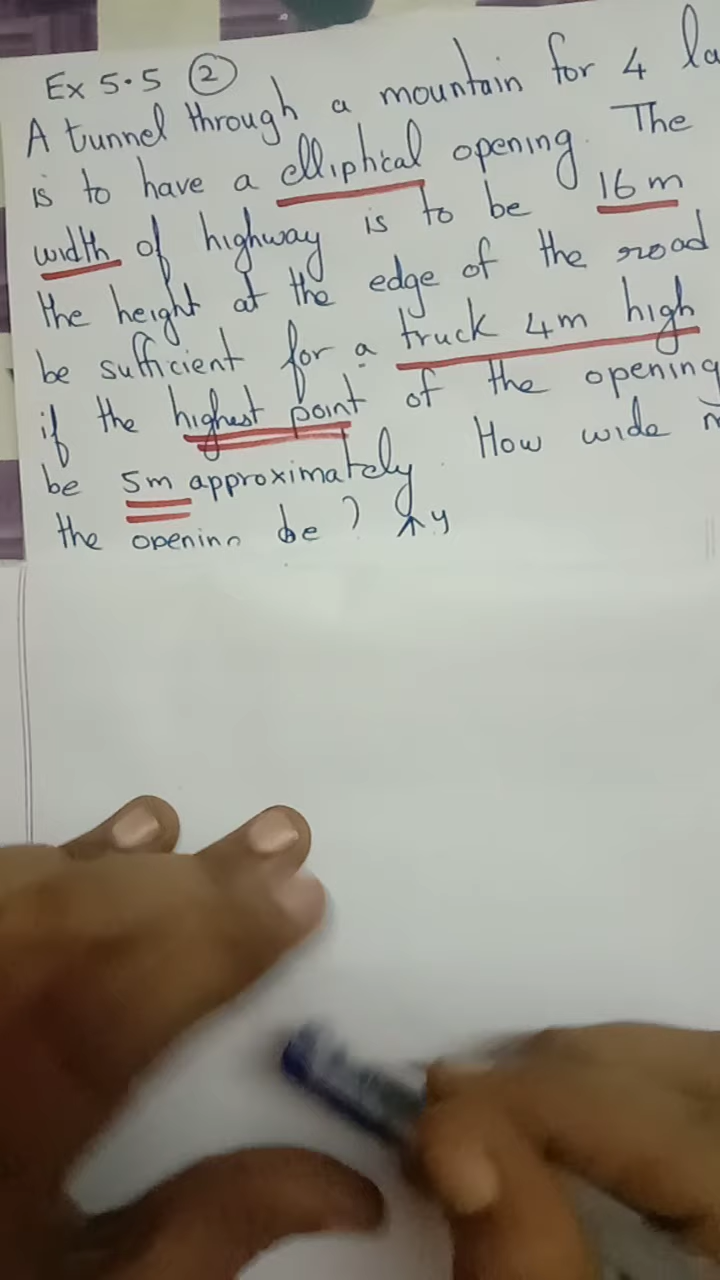 Ex 5.5 ②
A tunnel through a mountain for 4 la
is to have a elliptical opening. The
width of highway is to be 16 m
the height at the edge of the road
be sufficient for a truck 4m high
if the highest point of the opening
be 5m approximately. How wide
the openinn be? y